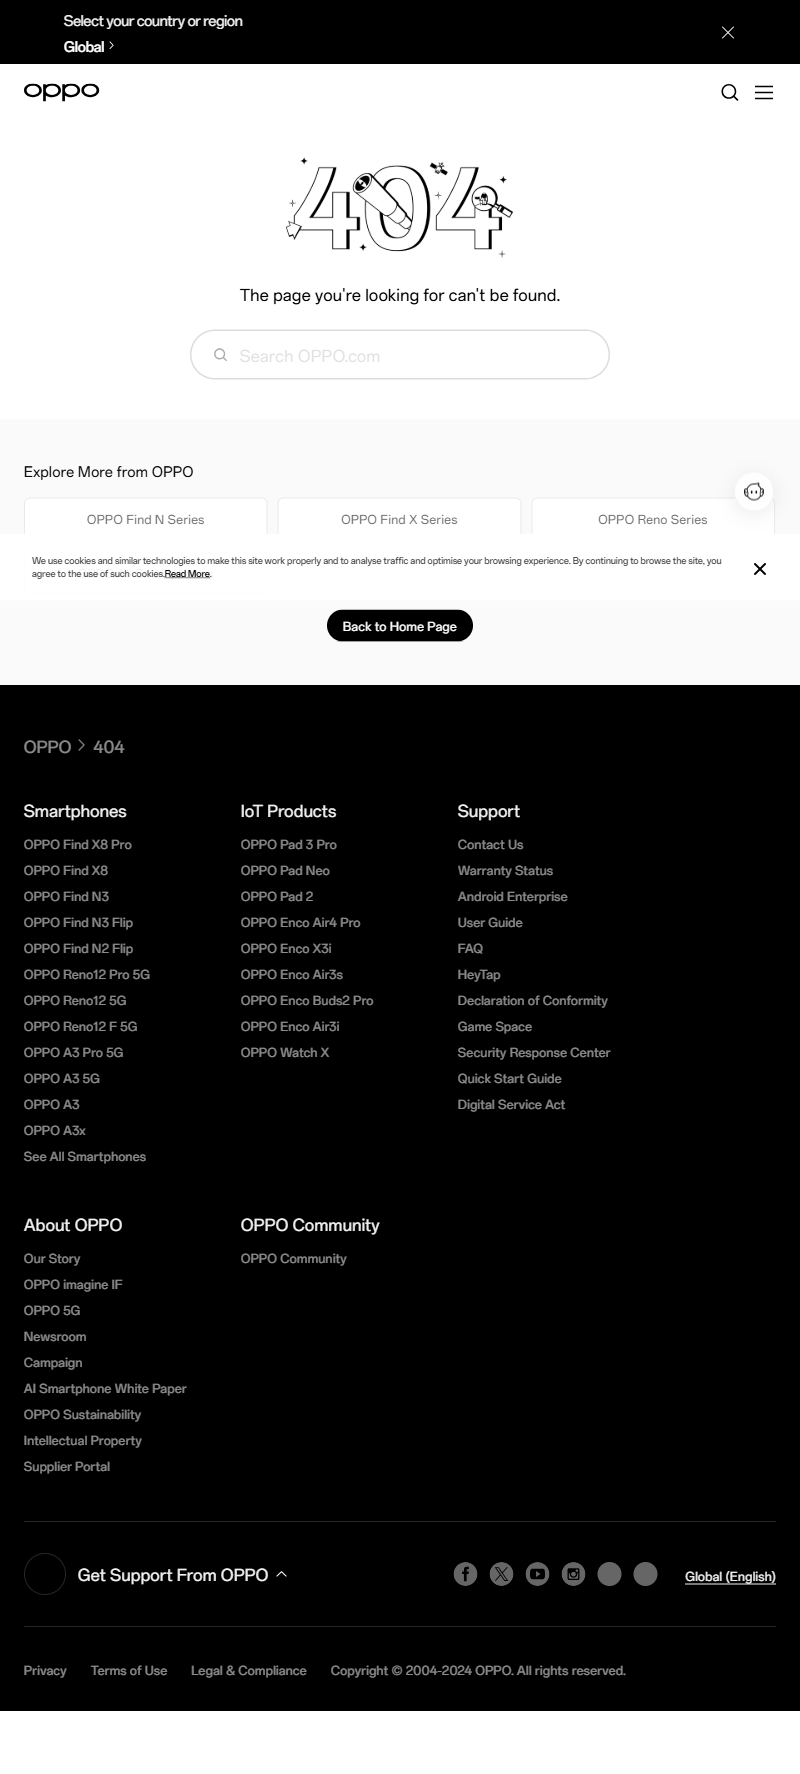 Select your country or region
Global
oppo
404
The page you're looking for can't be found.
Search OPPO.com
Explore More from OPPO
OPPO Find N Series
OPPO Find X Series
OPPO Reno Series
We use cookies and similar technologies to make this site work properly and to analyse traffic and optimise your browsing experience. By continuing to browse the site, you
agree to the use of such cookies.Read More.
Back to Home Page
OPPO > 404
Smartphones
OPPO Find X8 Pro
OPPO Find X8
OPPO Find N3
OPPO Find N3 Flip
OPPO Find N2 Flip
OPPO Reno12 Pro 5G
OPPO Reno12 5G
OPPO Reno12 F 5G
OPPO A3 Pro 5G
OPPO A3 5G
OPPO A3
OPPO A3x
See All Smartphones
IoT Products
OPPO Pad 3 Pro
OPPO Pad Neo
OPPO Pad 2
OPPO Enco Air4 Pro
OPPO Enco X3i
OPPO Enco Air3s
OPPO Enco Buds2 Pro
OPPO Enco Air3i
OPPO Watch X
Support
Contact Us
Warranty Status
Android Enterprise
User Guide
FAQ
HeyTap
Declaration of Conformity
Game Space
Security Response Center
Quick Start Guide
Digital Service Act
About OPPO
Our Story
OPPO imagine IF
OPPO 5G
Newsroom
Campaign
AI Smartphone White Paper
OPPO Sustainability
Intellectual Property
Supplier Portal
OPPO Community
OPPO Community
Get Support From OPPO
Global (English)
Privacy
Terms of Use
Legal & Compliance
Copyright © 2004-2024 OPPO. All rights reserved.